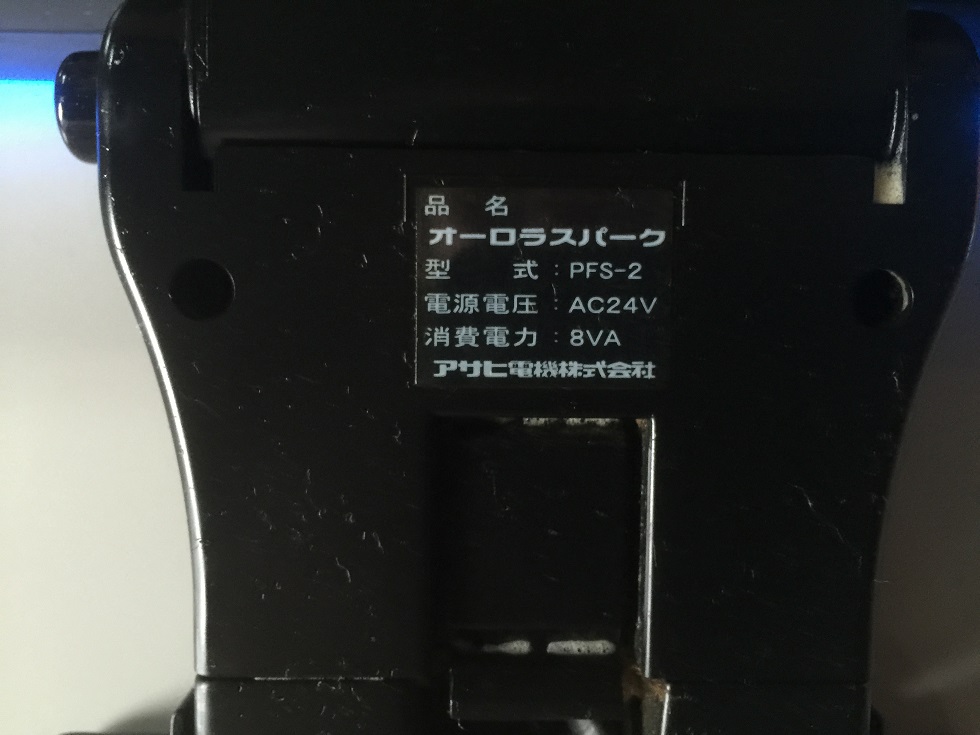 品 名
オーロラスパーク
型 式 : PFS-2
電源電圧 : AC24V
消費電力 : 8VA
アサヒ電機株式会社